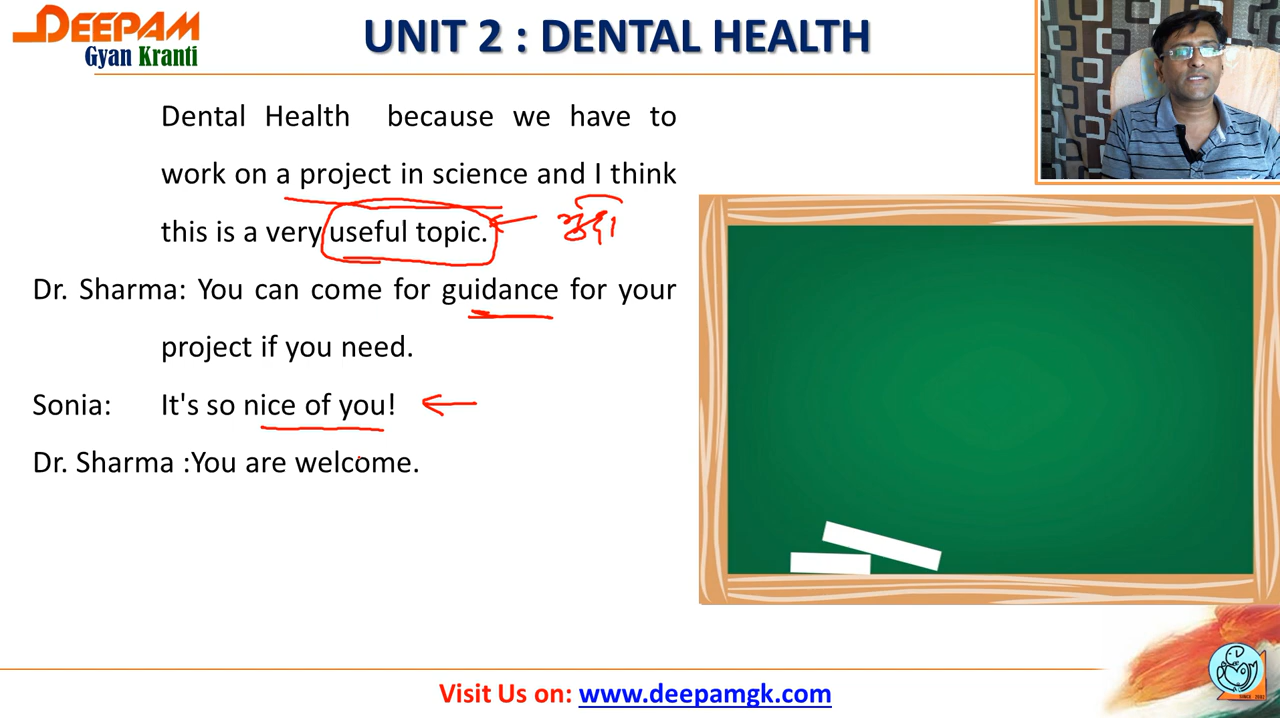 DEEPAM
Gyan Kranti
UNIT 2 : DENTAL HEALTH
Dental Health because we have to
work on a project in science and I think
this is a very useful topic.
मुद्दा
Dr. Sharma: You can come for guidance for your
project if you need.
Sonia: It's so nice of you!
Dr. Sharma :You are welcome.
Visit Us on: www.deepamgk.com